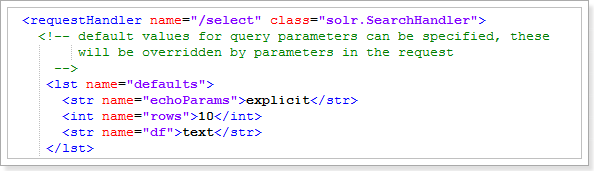 <requestHandler name="/select" class="solr.SearchHandler">
<!-- default values for query parameters can be specified, these
will be overridden by parameters in the request
-->
<lst name="defaults">
<str name="echoParams">explicit</str>
<int name="rows">10</int>
<str name="df">text</str>
</lst>